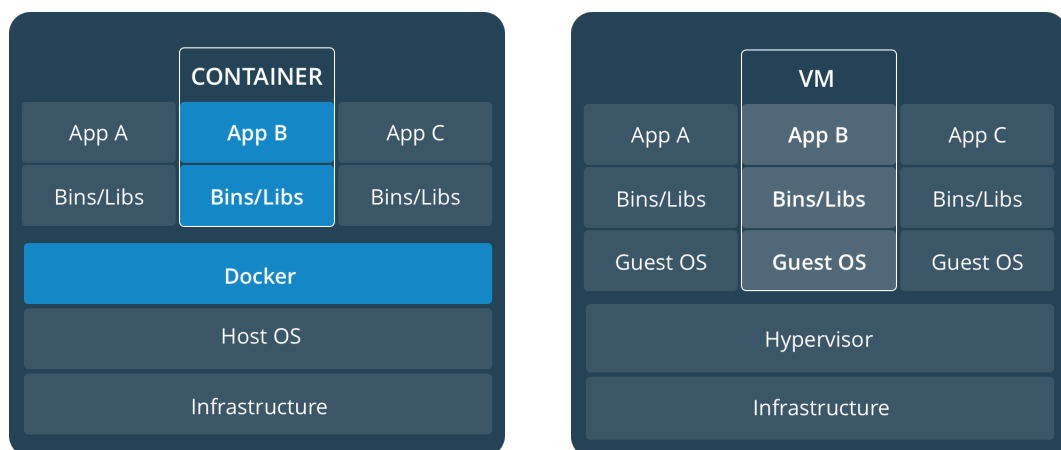 CONTAINER
App A
App B
App C
Bins/Libs
Bins/Libs
Bins/Libs
Docker
Host OS
Infrastructure
VM
App A
App B
App C
Bins/Libs
Bins/Libs
Bins/Libs
Guest OS
Guest OS
Guest OS
Hypervisor
Infrastructure